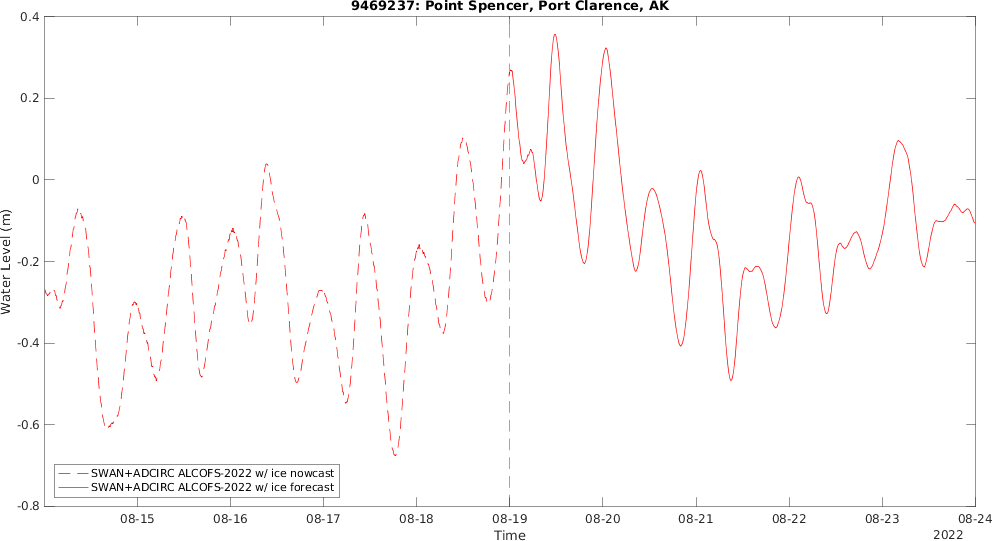 9469237: Point Spencer, Port Clarence, AK
0.4
0.2
0
-0.2
-0.4
-0.6
-0.8
Water Level (m)
SWAN+ADCIRC ALCOFS-2022 w/ ice nowcast
SWAN+ADCIRC ALCOFS-2022 w/ ice forecast
08-15 08-16 08-17 08-18 08-19 08-20 08-21 08-22 08-23 08-24
Time
2022